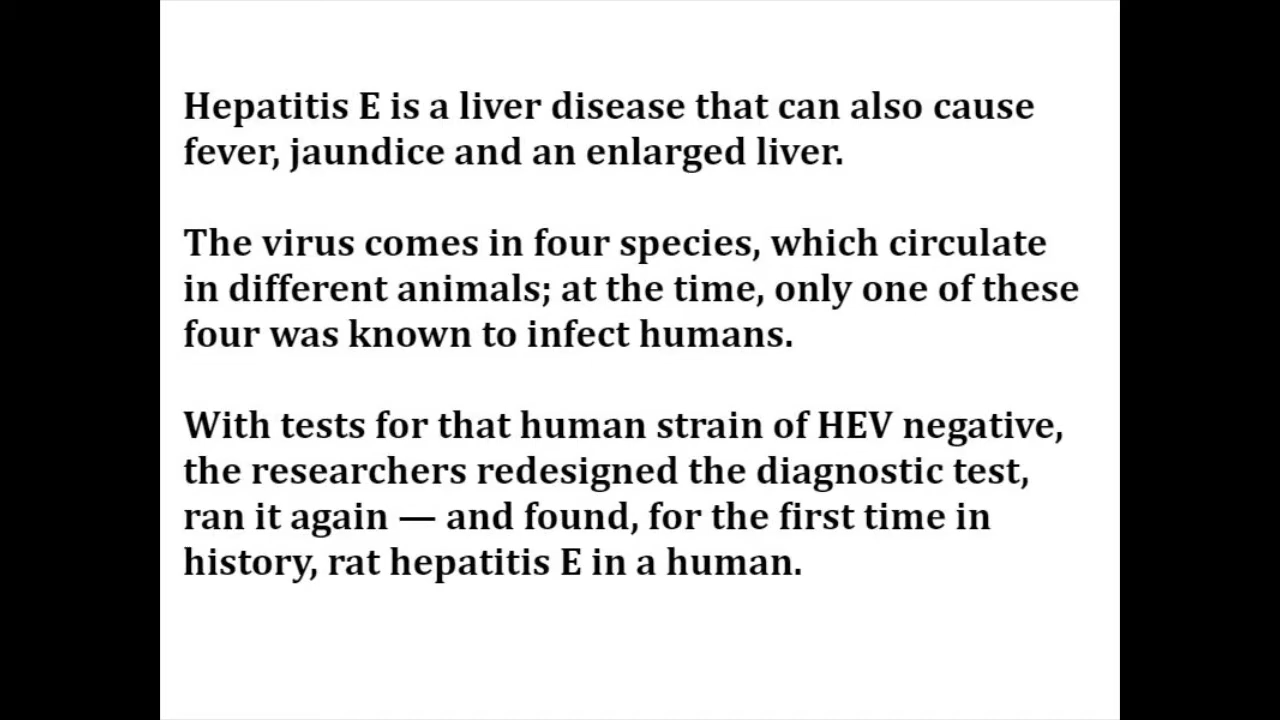 Hepatitis E is a liver disease that can also cause
fever, jaundice and an enlarged liver.
The virus comes in four species, which circulate
in different animals; at the time, only one of these
four was known to infect humans.
With tests for that human strain of HEV negative,
the researchers redesigned the diagnostic test,
ran it again — and found, for the first time in
history, rat hepatitis E in a human.